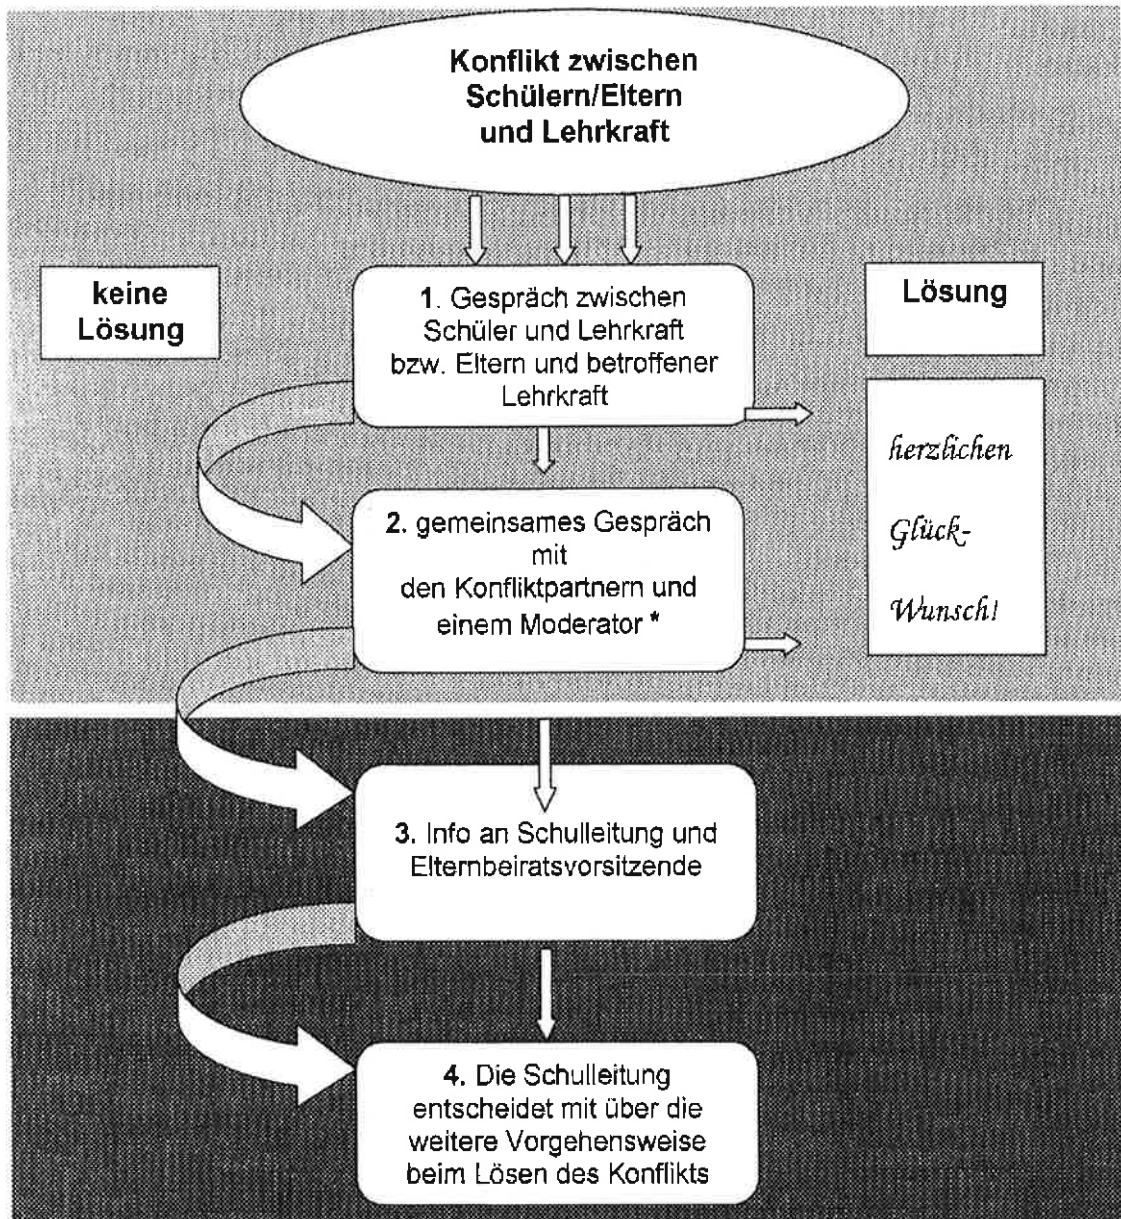 Konflikt zwischen
Schülern/Eltern
und Lehrkraft
keine
Lösung
1. Gespräch zwischen
Schüler und Lehrkraft
bzw. Eltern und betroffener
Lehrkraft
Lösung
herzlichen
Glück-
Wunsch!
2. gemeinsames Gespräch
mit
den Konfliktpartnern und
einem Moderator *
3. Info an Schulleitung und
Elternbeiratsvorsitzende
4. Die Schulleitung
entscheidet mit über die
weitere Vorgehensweise
beim Lösen des Konflikts